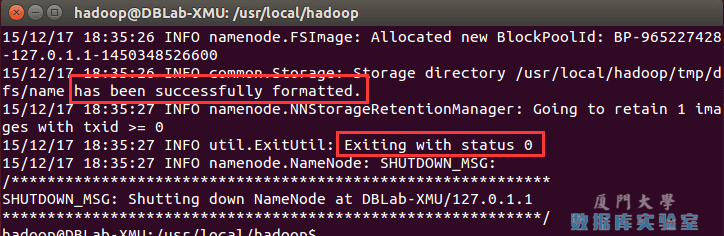 hadoop@DBLab-XMU: /usr/local/hadoop
15/12/17 18:35:26 INFO namenode.FSImage: Allocated new BlockPoolId: BP-965227428
-127.0.1.1-1450348526600
15/12/17 18:35:26 INFO common.Storage: Storage directory /usr/local/hadoop/tmp/d
fs/name has been successfully formatted.
15/12/17 18:35:27 INFO namenode.NNStorageRetentionManager: Going to retain 1 ima
ges with txid >= 0
15/12/17 18:35:27 INFO util.ExitUtil: Exiting with status 0
15/12/17 18:35:27 INFO namenode.NameNode: SHUTDOWN_MSG:
/************************************************************
SHUTDOWN_MSG: Shutting down NameNode at DBLab-XMU/127.0.1.1
************************************************************/
hadoop@DBLab-XMU:/usr/local/hadoop$
厦門大學
数据库实验室